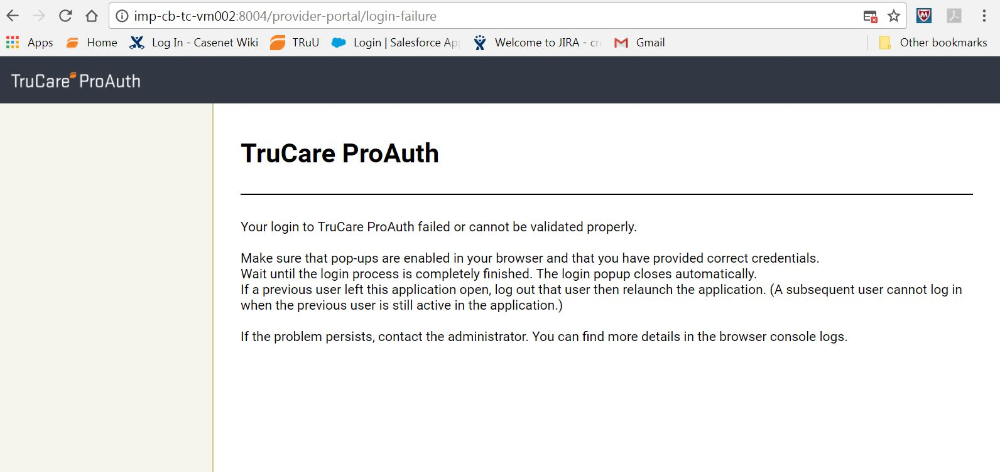 imp-cb-tc-vm002:8004/provider-portal/login-failure
Apps Home Log In - Casenet Wiki TRuU Login | Salesforce Ap Welcome to JIRA - cre Gmail Other bookmarks
TruCare ProAuth
TruCare ProAuth
Your login to TruCare ProAuth failed or cannot be validated properly.
Make sure that pop-ups are enabled in your browser and that you have provided correct credentials.
Wait until the login process is completely finished. The login popup closes automatically.
If a previous user left this application open, log out that user then relaunch the application. (A subsequent user cannot log in
when the previous user is still active in the application.)
If the problem persists, contact the administrator. You can find more details in the browser console logs.